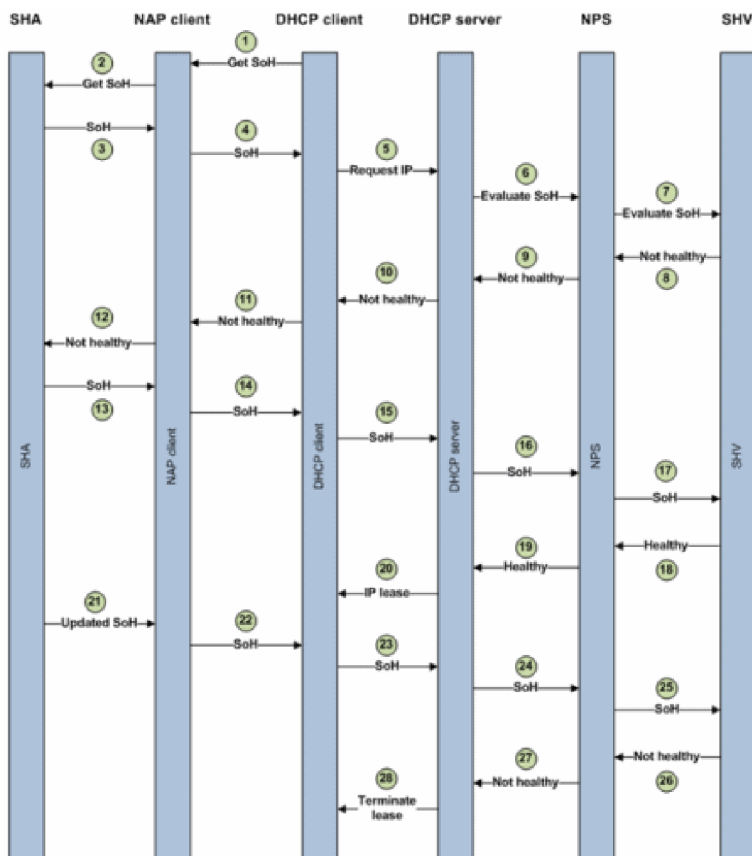 SHA NAP client DHCP client DHCP server NPS SHV
1
Get SoH
2
Get SoH
SoH
3
4
SoH
5
Request IP
6
Evaluate SoH
7
Evaluate SoH
Not healthy
8
9
Not healthy
10
Not healthy
11
Not healthy
12
Not healthy
SoH
13
14
SoH
15
SoH
16
SoH
17
SoH
Healthy
18
19
Healthy
20
IP lease
21
Updated SoH
22
SoH
23
SoH
24
SoH
25
SoH
Not healthy
26
27
Not healthy
28
Terminate
lease
SHA
NAP client
DHCP client
DHCP server
NPS
SHV